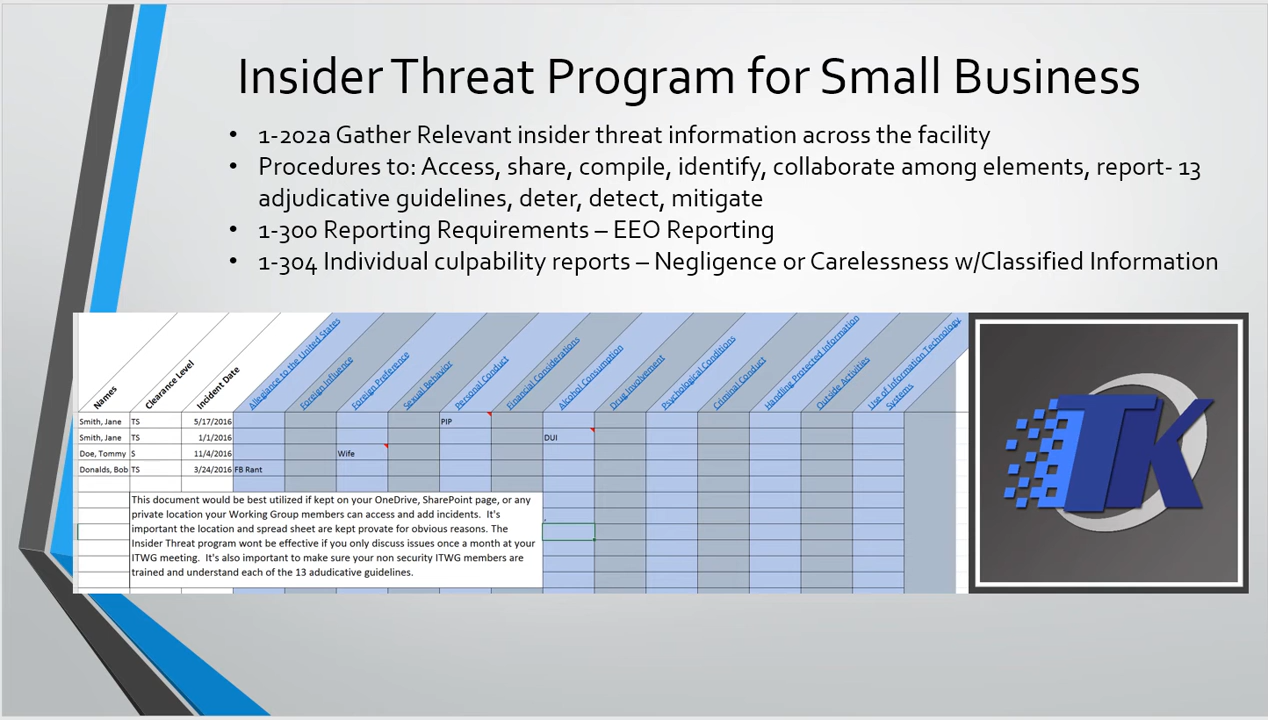 Insider Threat Program for Small Business
• 1-202a Gather Relevant insider threat information across the facility
• Procedures to: Access, share, compile, identify, collaborate among elements, report- 13
adjudicative guidelines, deter, detect, mitigate
• 1-300 Reporting Requirements – EEO Reporting
• 1-304 Individual culpability reports – Negligence or Carelessness w/Classified Information
Names
Clearance Level
Incident Date
Allegiance to the United States
Foreign Influence
Foreign Preference
Sexual Behavior
Personal Conduct
Financial Considerations
Alcohol Consumption
Drug Involvement
Psychological Conditions
Criminal Conduct
Handling Protected Information
Outside Activities
Use of Information Technology
Systems
Smith, Jane TS 5/17/2016 PIP
Smith, Jane TS 1/1/2016 DUI
Doe, Tommy S 11/4/2016 Wife
Donalds, Bob TS 3/24/2016 FB Rant
This document would be best utilized if kept on your OneDrive, SharePoint page, or any
private location your Working Group members can access and add incidents. It's
important the location and spread sheet are kept provate for obvious reasons. The
Insider Threat program wont be effective if you only discuss issues once a month at your
ITWG meeting. It's also important to make sure your non security ITWG members are
trained and understand each of the 13 adudicative guidelines.
TK